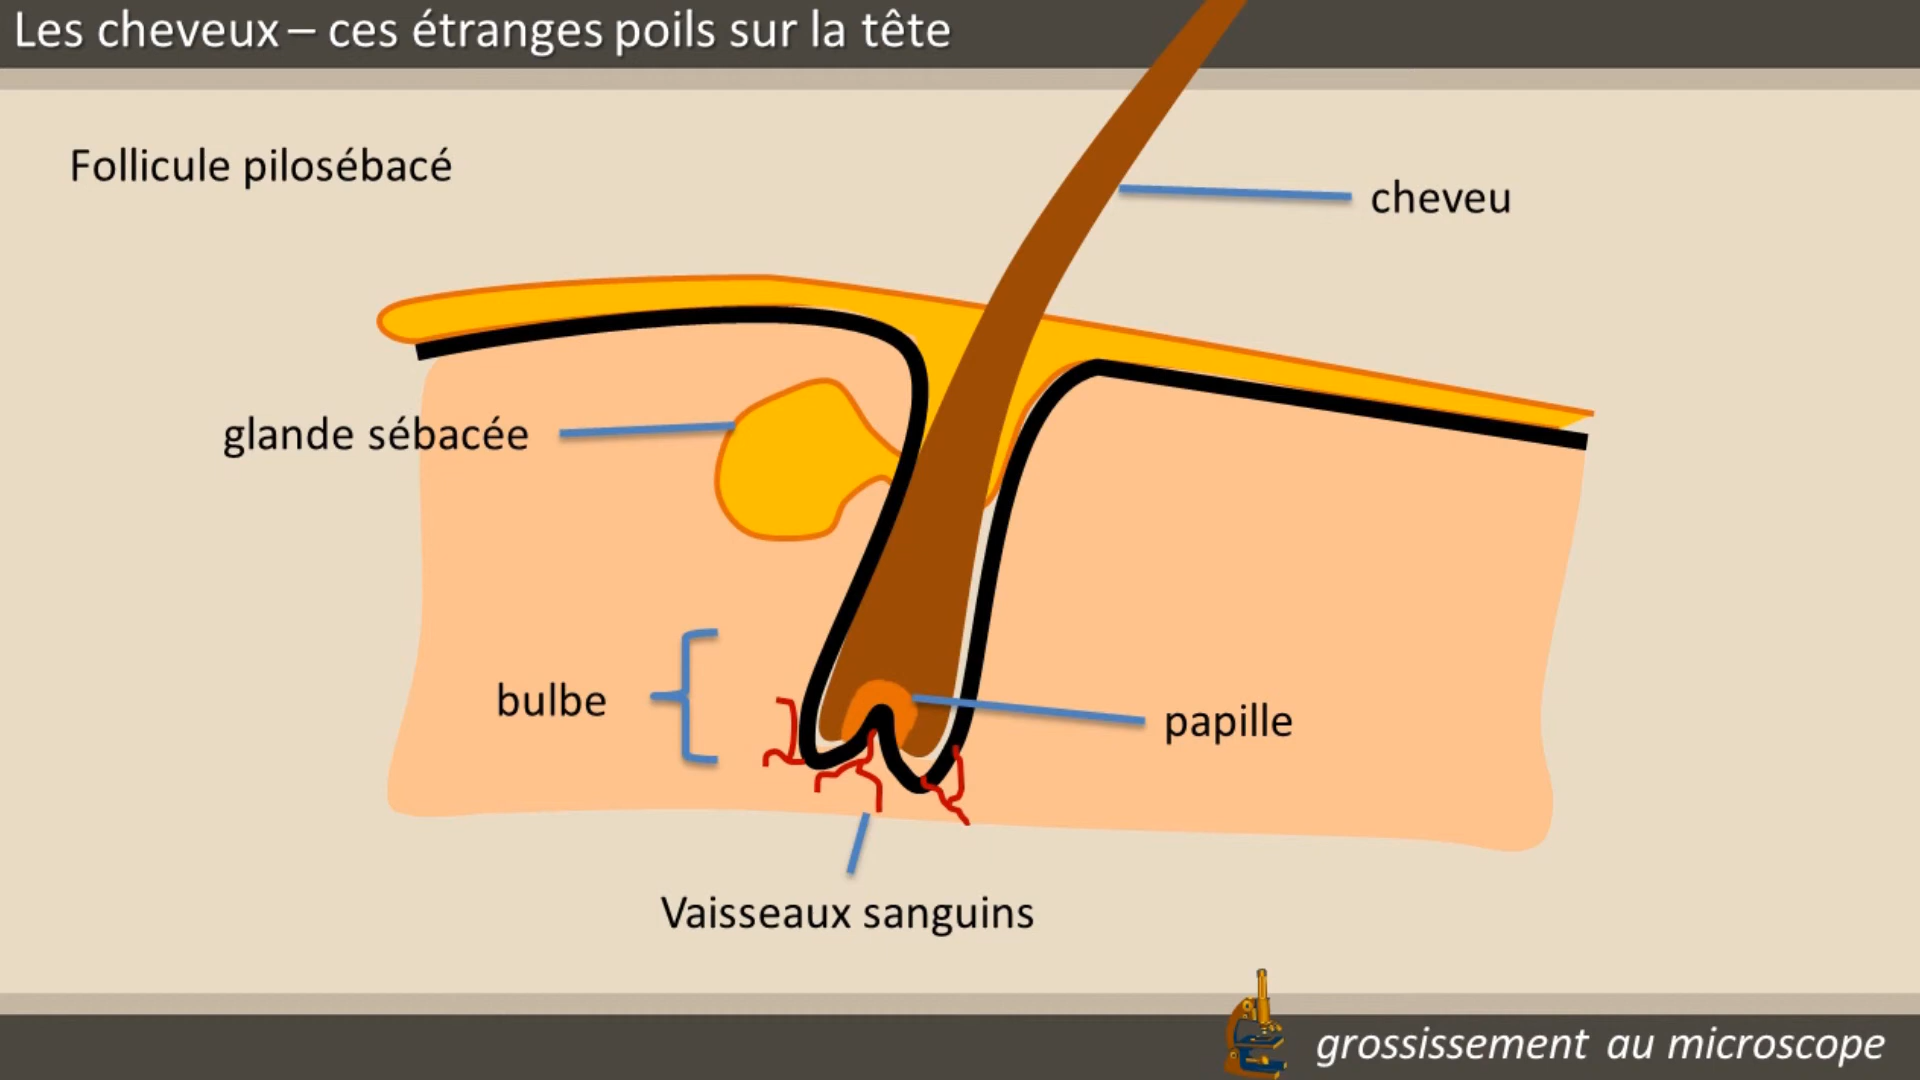 Les cheveux – ces étranges poils sur la tête
Follicule pilosébacé
cheveu
glande sébacée
bulbe
papille
Vaisseaux sanguins
grossissement au microscope